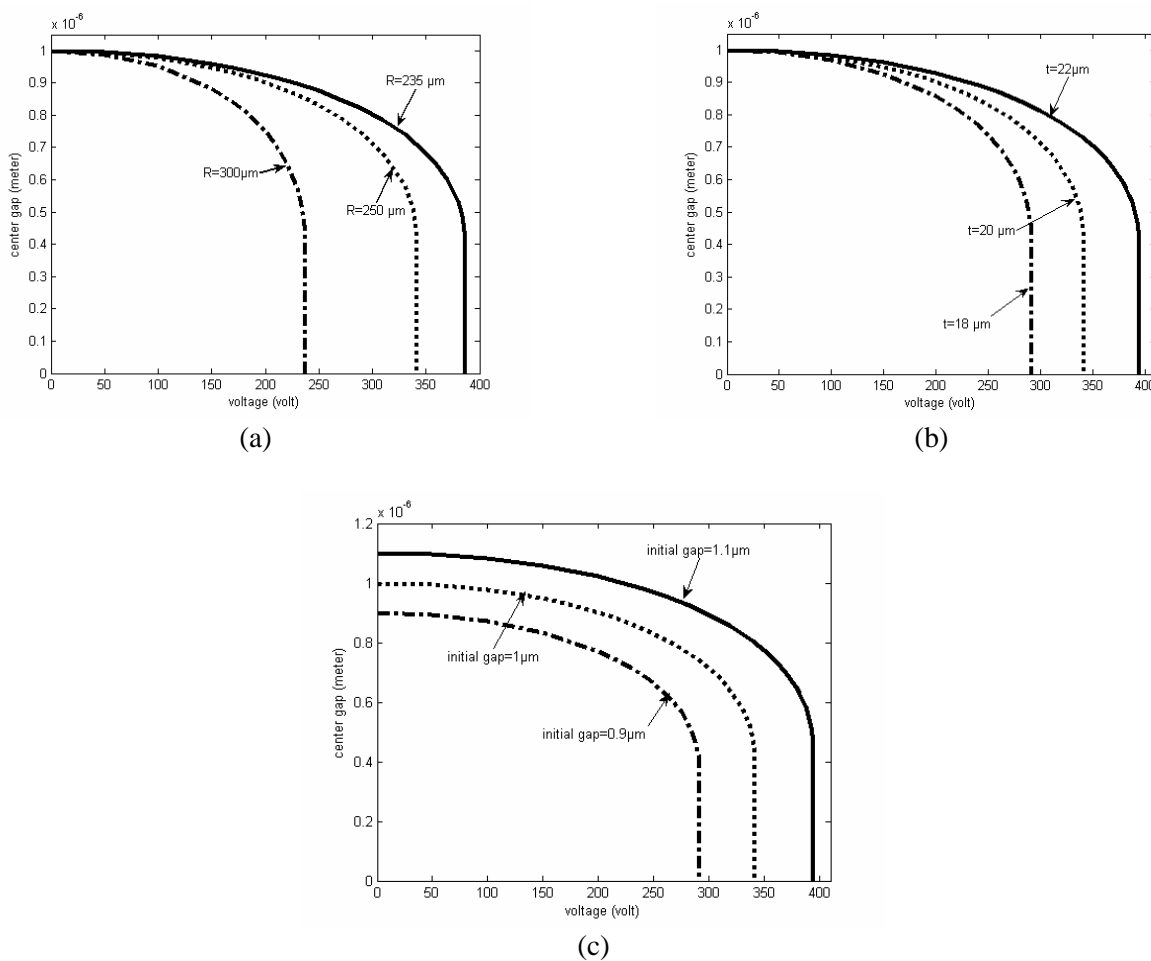 x 10^-6
1
0.9
0.8
0.7
0.6
0.5
0.4
0.3
0.2
0.1
0
center gap (meter)
R=235 µm
R=300µm
R=250 µm
0 50 100 150 200 250 300 350 400
voltage (volt)
(a)
x 10^-6
1
0.9
0.8
0.7
0.6
0.5
0.4
0.3
0.2
0.1
0
center gap (meter)
t=22µm
t=20 µm
t=18 µm
0 50 100 150 200 250 300 350 400
voltage (volt)
(b)
x 10^-6
1.2
1
0.8
0.6
0.4
0.2
0
center gap (meter)
initial gap=1.1µm
initial gap=1µm
initial gap=0.9µm
0 50 100 150 200 250 300 350 400
voltage (volt)
(c)